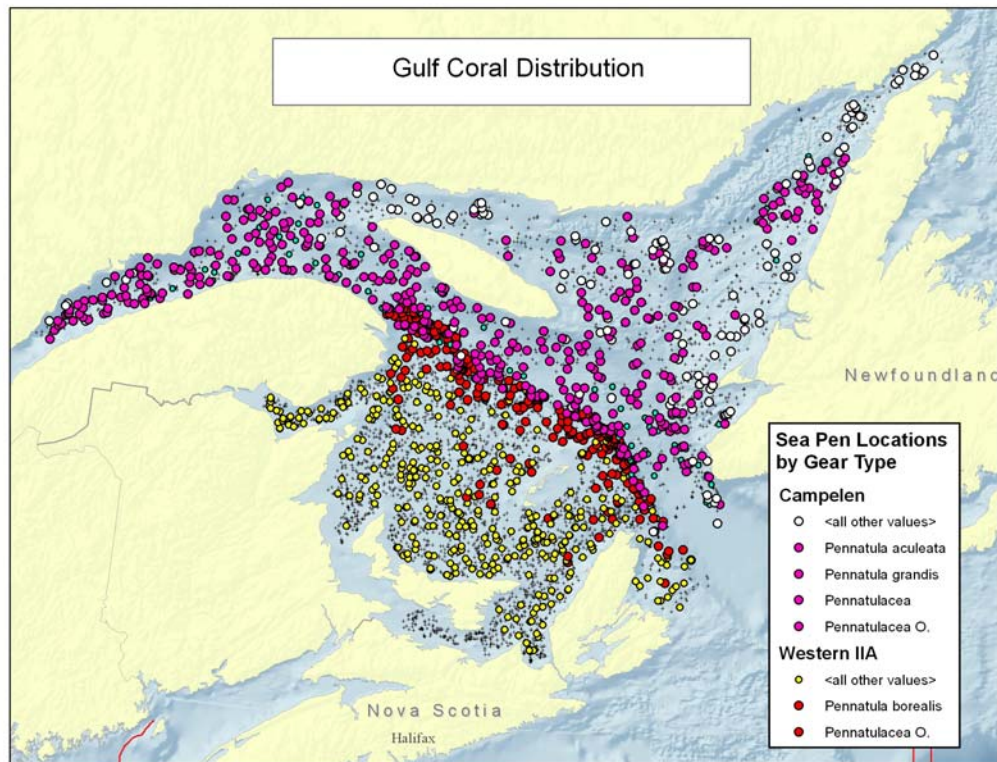 Gulf Coral Distribution
Newfoundland
Sea Pen Locations
by Gear Type
Campelen
<all other values>
Pennatula aculeata
Pennatula grandis
Pennatulacea
Pennatulacea O.
Western IIA
<all other values>
Pennatula borealis
Pennatulacea O.
Nova Scotia
Halifax